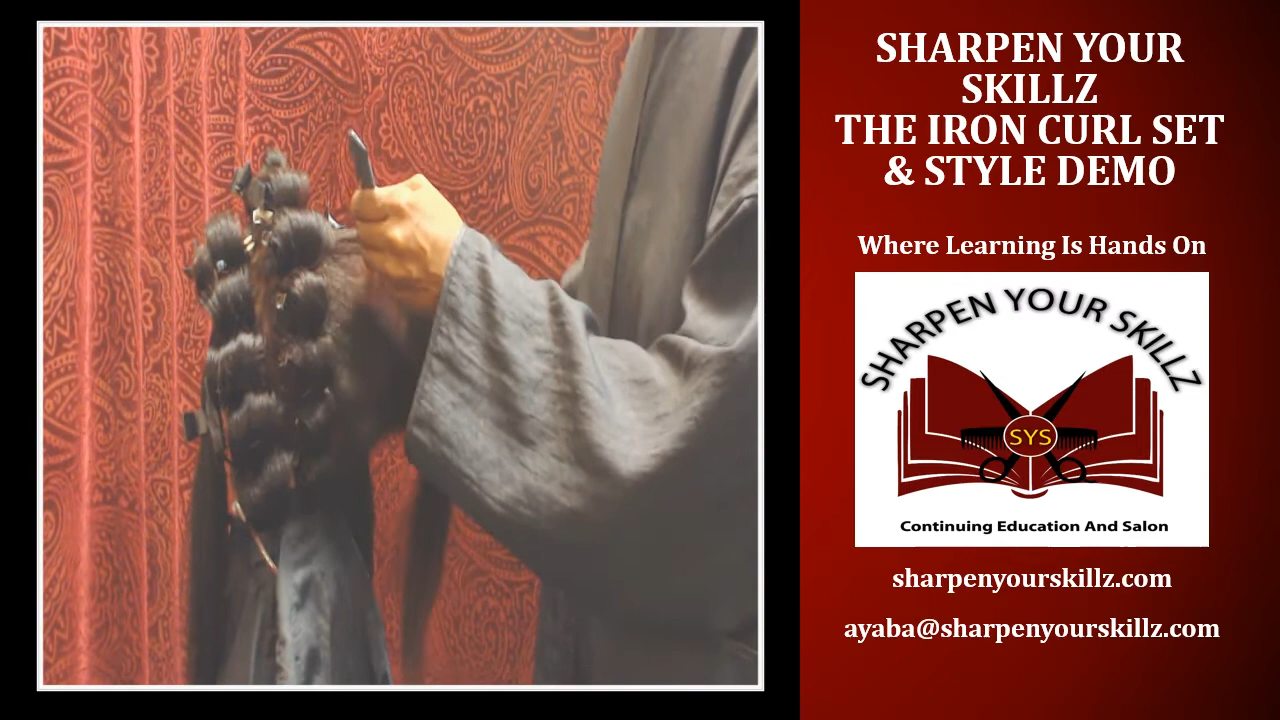 SHARPEN YOUR
SKILLZ
THE IRON CURL SET
& STYLE DEMO
Where Learning Is Hands On
SHARPEN YOUR SKILLZ
SYS
Continuing Education And Salon
sharpenyourskillz.com
ayaba@sharpenyourskillz.com